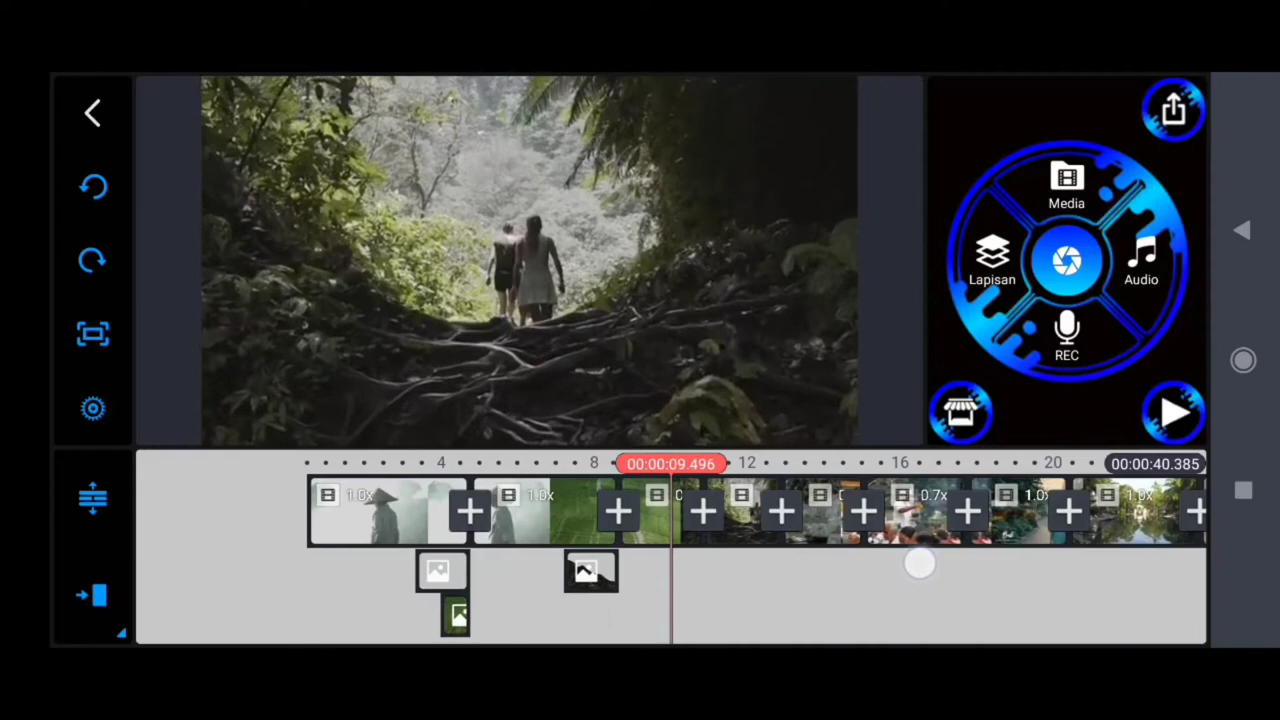 Media
Lapisan
Audio
REC
4
8
00:00:09.496
12
16
20
00:00:40.385
1.0x
1.0x
0.7x
1.0x
1.0x